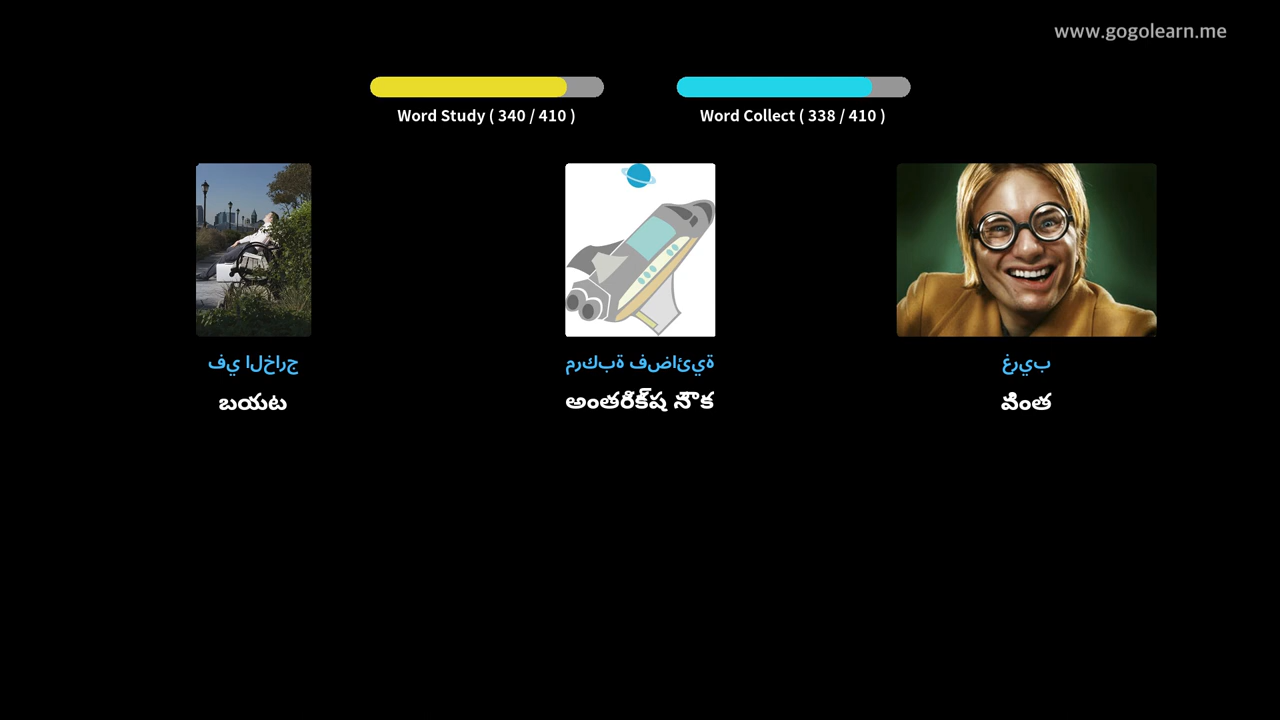 www.gogolearn.me
Word Study ( 340 / 410 )
Word Collect ( 338 / 410 )
في الخارج
బయట
مركبة فضائية
అంతరిక్ష నౌక
غريب
వింత